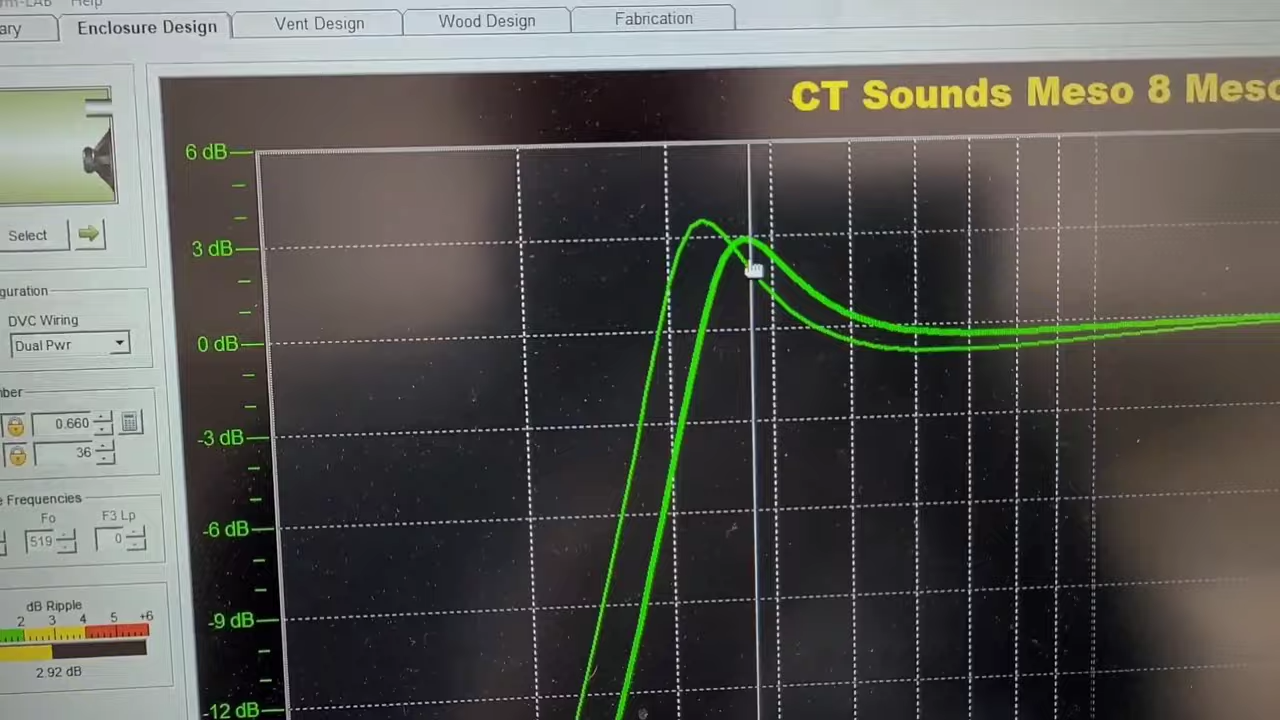 Help
Enclosure Design
Vent Design
Wood Design
Fabrication
CT Sounds Meso 8
6 dB
3 dB
0 dB
-3 dB
-6 dB
-9 dB
-12 dB
Select
DVC Wiring
Dual Pwr
0.660
36
Frequencies
Fo
F3 Lp
519
0
dB Ripple
2 3 4 5 +6
2.92 dB